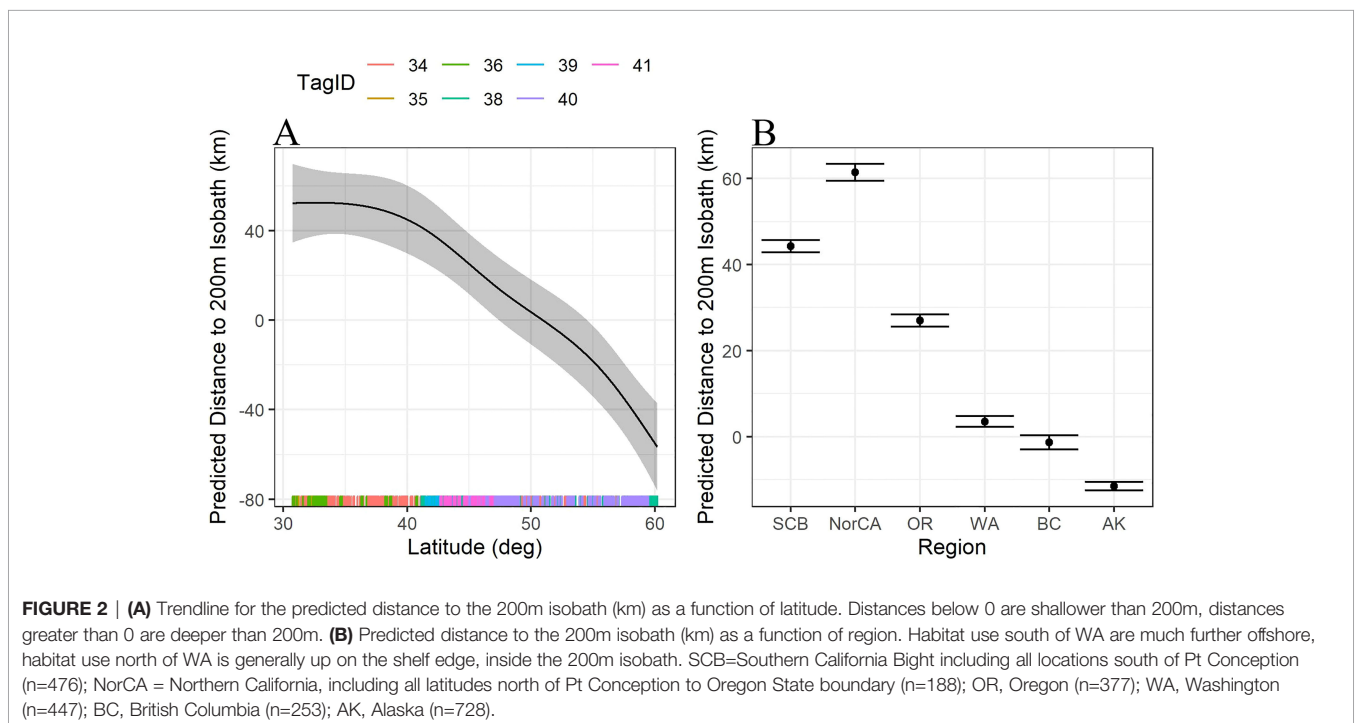 TagID
34 36 39 41
35 38 40
A
Predicted Distance to 200m Isobath (km)
40
0
-40
-80
30 40 50 60
Latitude (deg)
B
Predicted Distance to 200m Isobath (km)
60
40
20
0
SCB NorCA OR WA BC AK
Region
FIGURE 2 | (A) Trendline for the predicted distance to the 200m isobath (km) as a function of latitude. Distances below 0 are shallower than 200m, distances
greater than 0 are deeper than 200m. (B) Predicted distance to the 200m isobath (km) as a function of region. Habitat use south of WA are much further offshore,
habitat use north of WA is generally up on the shelf edge, inside the 200m isobath. SCB=Southern California Bight including all locations south of Pt Conception
(n=476); NorCA = Northern California, including all latitudes north of Pt Conception to Oregon State boundary (n=188); OR, Oregon (n=377); WA, Washington
(n=447); BC, British Columbia (n=253); AK, Alaska (n=728).